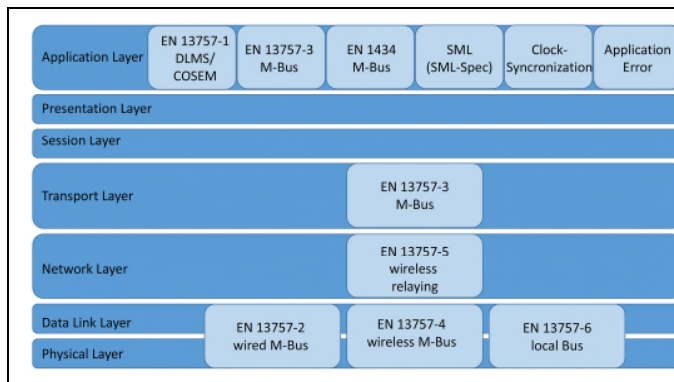 Application Layer
EN 13757-1
DLMS/
COSEM
EN 13757-3
M-Bus
EN 1434
M-Bus
SML
(SML-Spec)
Clock-
Syncronization
Application
Error
Presentation Layer
Session Layer
Transport Layer
EN 13757-3
M-Bus
Network Layer
EN 13757-5
wireless
relaying
Data Link Layer
Physical Layer
EN 13757-2
wired M-Bus
EN 13757-4
wireless M-Bus
EN 13757-6
local Bus